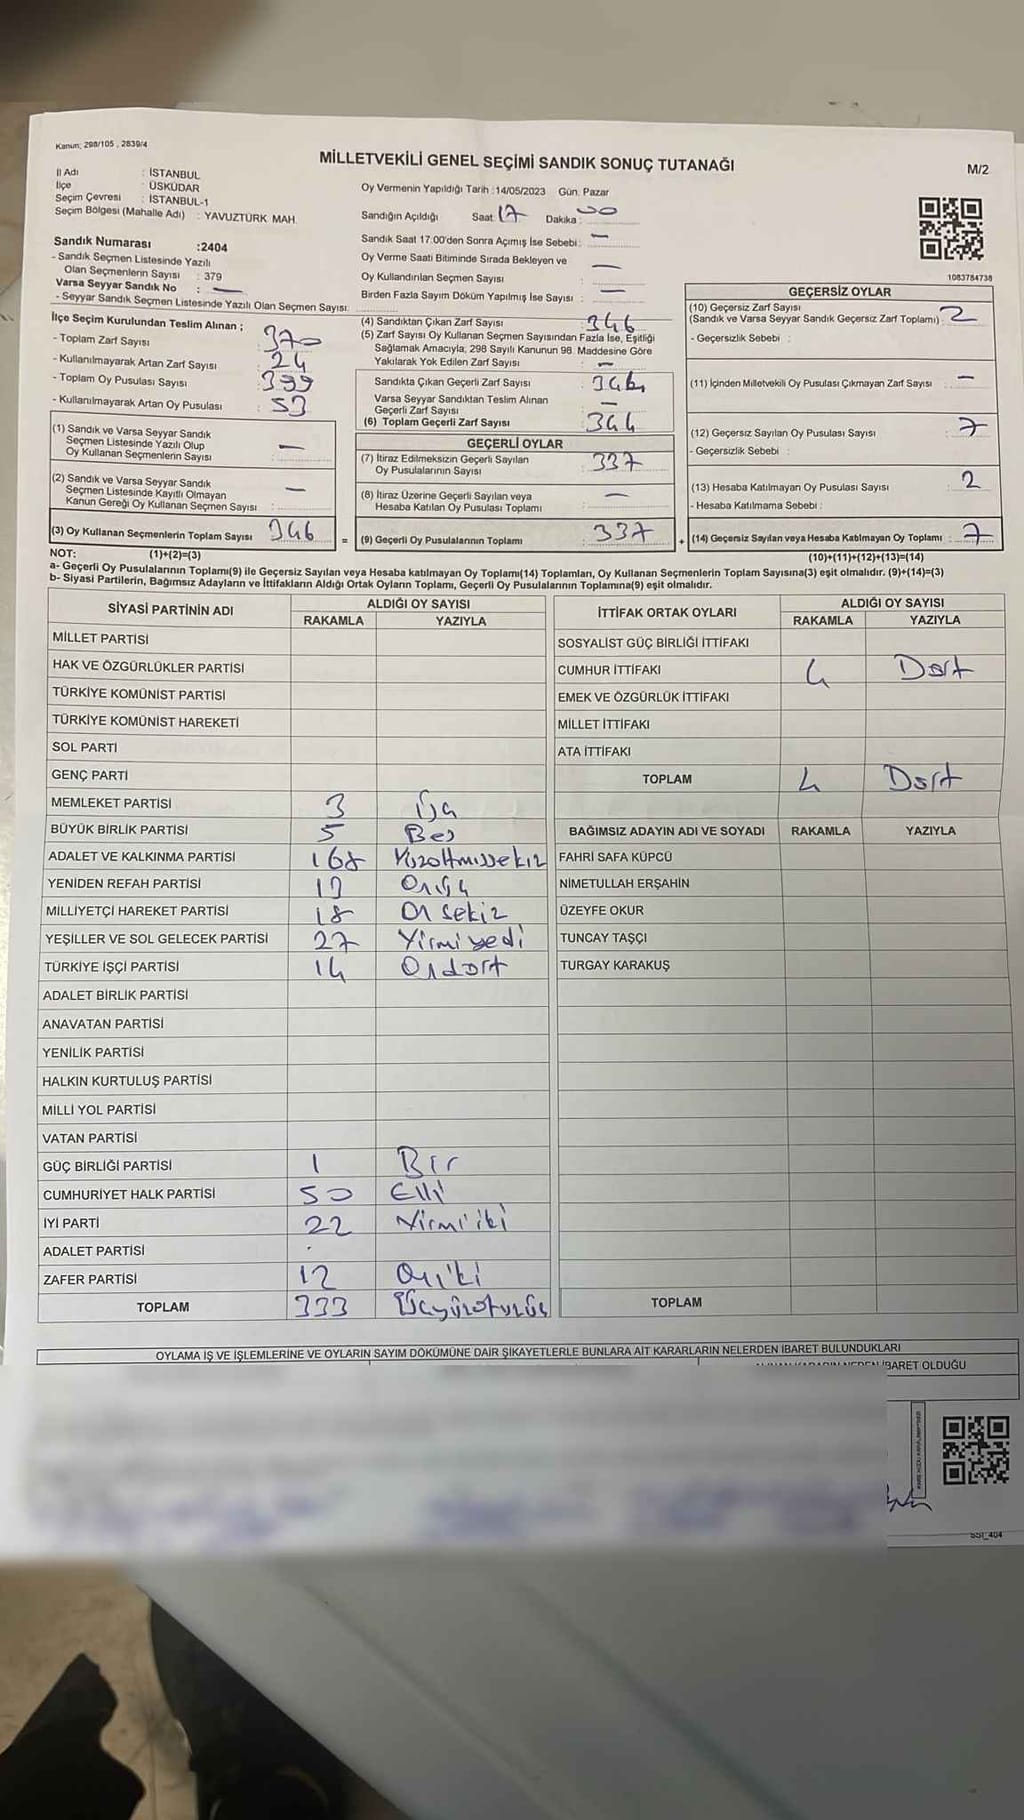 Kanun: 298/105 , 2839/4
MİLLETVEKİLİ GENEL SEÇİMİ SANDIK SONUÇ TUTANAĞI
M/2
İl Adı : İSTANBUL
İlçe : ÜSKÜDAR
Seçim Çevresi : İSTANBUL-1
Seçim Bölgesi (Mahalle Adı) : YAVUZTÜRK MAH.
Oy Vermenin Yapıldığı Tarih :14/05/2023 Gün: Pazar
Sandığın Açıldığı Saat 17 Dakika : 00
Sandık Saat 17:00'den Sonra Açımış İse Sebebi : —
Oy Verme Saati Bitiminde Sırada Bekleyen ve
Oy Kullandırılan Seçmen Sayısı : —
Birden Fazla Sayım Döküm Yapılmış İse Sayısı : —
1083784738
Sandık Numarası :2404
- Sandık Seçmen Listesinde Yazılı
Olan Seçmenlerin Sayısı : 379
Varsa Seyyar Sandık No : —
- Seyyar Sandık Seçmen Listesinde Yazılı Olan Seçmen Sayısı:
İlçe Seçim Kurulundan Teslim Alınan ;
- Toplam Zarf Sayısı : 370
- Kullanılmayarak Artan Zarf Sayısı : 24
- Toplam Oy Pusulası Sayısı : 399
- Kullanılmayarak Artan Oy Pusulası : 53
(1) Sandık ve Varsa Seyyar Sandık
Seçmen Listesinde Yazılı Olup
Oy Kullanan Seçmenlerin Sayısı : —
(2) Sandık ve Varsa Seyyar Sandık
Seçmen Listesinde Kayıtlı Olmayan
Kanun Gereği Oy Kullanan Seçmen Sayısı : —
(3) Oy Kullanan Seçmenlerin Toplam Sayısı 346
(4) Sandıktan Çıkan Zarf Sayısı : 346
(5) Zarf Sayısı Oy Kullanan Seçmen Sayısından Fazla İse, Eşitliği
Sağlamak Amacıyla, 298 Sayılı Kanunun 98. Maddesine Göre
Yakılarak Yok Edilen Zarf Sayısı : —
Sandıkta Çıkan Geçerli Zarf Sayısı :
Varsa Seyyar Sandıktan Teslim Alınan
Geçerli Zarf Sayısı : —
(6) Toplam Geçerli Zarf Sayısı : 344
GEÇERLİ OYLAR
(7) İtiraz Edilmeksizin Geçerli Sayılan
Oy Pusulalarının Sayısı : 337
(8) İtiraz Üzerine Geçerli Sayılan veya
Hesaba Katılan Oy Pusulası Toplamı : —
= (9) Geçerli Oy Pusulalarının Toplamı : 337
GEÇERSİZ OYLAR
(10) Geçersiz Zarf Sayısı
(Sandık ve Varsa Seyyar Sandık Geçersiz Zarf Toplamı) : 2
- Geçersizlik Sebebi :
(11) İçinden Milletvekili Oy Pusulası Çıkmayan Zarf Sayısı : —
(12) Geçersiz Sayılan Oy Pusulası Sayısı : 7
- Geçersizlik Sebebi :
(13) Hesaba Katılmayan Oy Pusulası Sayısı : 2
- Hesaba Katılmama Sebebi :
+ (14) Geçersiz Sayılan veya Hesaba Katılmayan Oy Toplamı : 7
NOT: (1)+(2)=(3)
(10)+(11)+(12)+(13)=(14)
a- Geçerli Oy Pusulalarının Toplamı(9) ile Geçersiz Sayılan veya Hesaba katılmayan Oy Toplamı(14) Toplamları, Oy Kullanan Seçmenlerin Toplam Sayısına(3) eşit olmalıdır. (9)+(14)=(3)
b- Siyasi Partilerin, Bağımsız Adayların ve İttifakların Aldığı Ortak Oyların Toplamı, Geçerli Oy Pusulalarının Toplamına(9) eşit olmalıdır.
SİYASİ PARTİNİN ADI ALDIĞI OY SAYISI
RAKAMLA YAZIYLA
MİLLET PARTİSİ
HAK VE ÖZGÜRLÜKLER PARTİSİ
TÜRKİYE KOMÜNİST PARTİSİ
TÜRKİYE KOMÜNİST HAREKETİ
SOL PARTİ
GENÇ PARTİ
MEMLEKET PARTİSİ 3 Üç
BÜYÜK BİRLİK PARTİSİ 5 Beş
ADALET VE KALKINMA PARTİSİ 168 Yüzaltmışsekiz
YENİDEN REFAH PARTİSİ 13 Onüç
MİLLİYETÇİ HAREKET PARTİSİ 18 On sekiz
YEŞİLLER VE SOL GELECEK PARTİSİ 27 Yirmi yedi
TÜRKİYE İŞÇİ PARTİSİ 14 Ondört
ADALET BİRLİK PARTİSİ
ANAVATAN PARTİSİ
YENİLİK PARTİSİ
HALKIN KURTULUŞ PARTİSİ
MİLLİ YOL PARTİSİ
VATAN PARTİSİ
GÜÇ BİRLİĞİ PARTİSİ 1 Bir
CUMHURİYET HALK PARTİSİ 50 Elli
İYİ PARTİ 22 Yirmi iki
ADALET PARTİSİ
ZAFER PARTİSİ 12 Oniki
TOPLAM 333 Üçyüzotuzüç
İTTİFAK ORTAK OYLARI ALDIĞI OY SAYISI
RAKAMLA YAZIYLA
SOSYALİST GÜÇ BİRLİĞİ İTTİFAKI
CUMHUR İTTİFAKI 4 Dört
EMEK VE ÖZGÜRLÜK İTTİFAKI
MİLLET İTTİFAKI
ATA İTTİFAKI
TOPLAM 4 Dört
BAĞIMSIZ ADAYIN ADI VE SOYADI RAKAMLA YAZIYLA
FAHRİ SAFA KÜPCÜ
NİMETULLAH ERŞAHİN
ÜZEYFE OKUR
TUNCAY TAŞÇI
TURGAY KARAKUŞ
TOPLAM
OYLAMA İŞ VE İŞLEMLERİNE VE OYLARIN SAYIM DÖKÜMÜNE DAİR ŞİKAYETLERLE BUNLARA AİT KARARLARIN NELERDEN İBARET BULUNDUKLARI
İBARET OLDUĞU